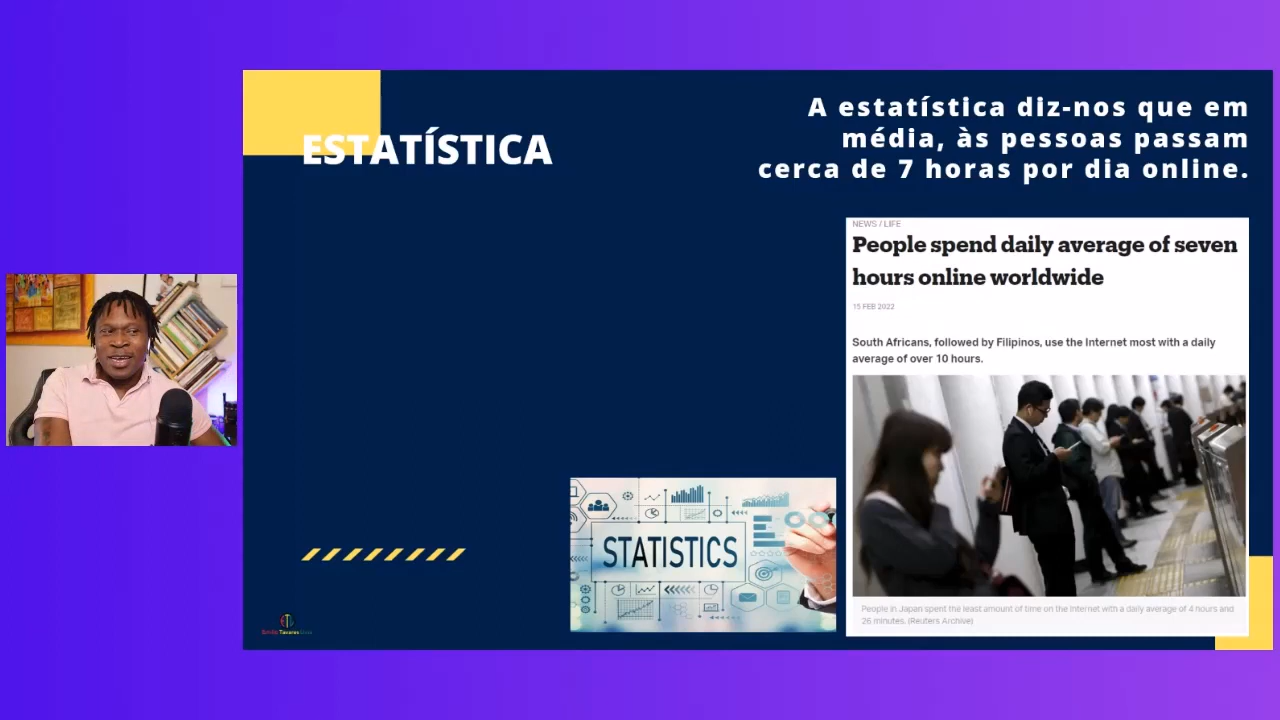 ESTATÍSTICA
A estatística diz-nos que em
média, às pessoas passam
cerca de 7 horas por dia online.
NEWS / LIFE
People spend daily average of seven
hours online worldwide
15 FEB 2022
South Africans, followed by Filipinos, use the Internet most with a daily
average of over 10 hours.
STATISTICS
People in Japan spent the least amount of time on the Internet with a daily average of 4 hours and
26 minutes. (Reuters Archive)
Tavares